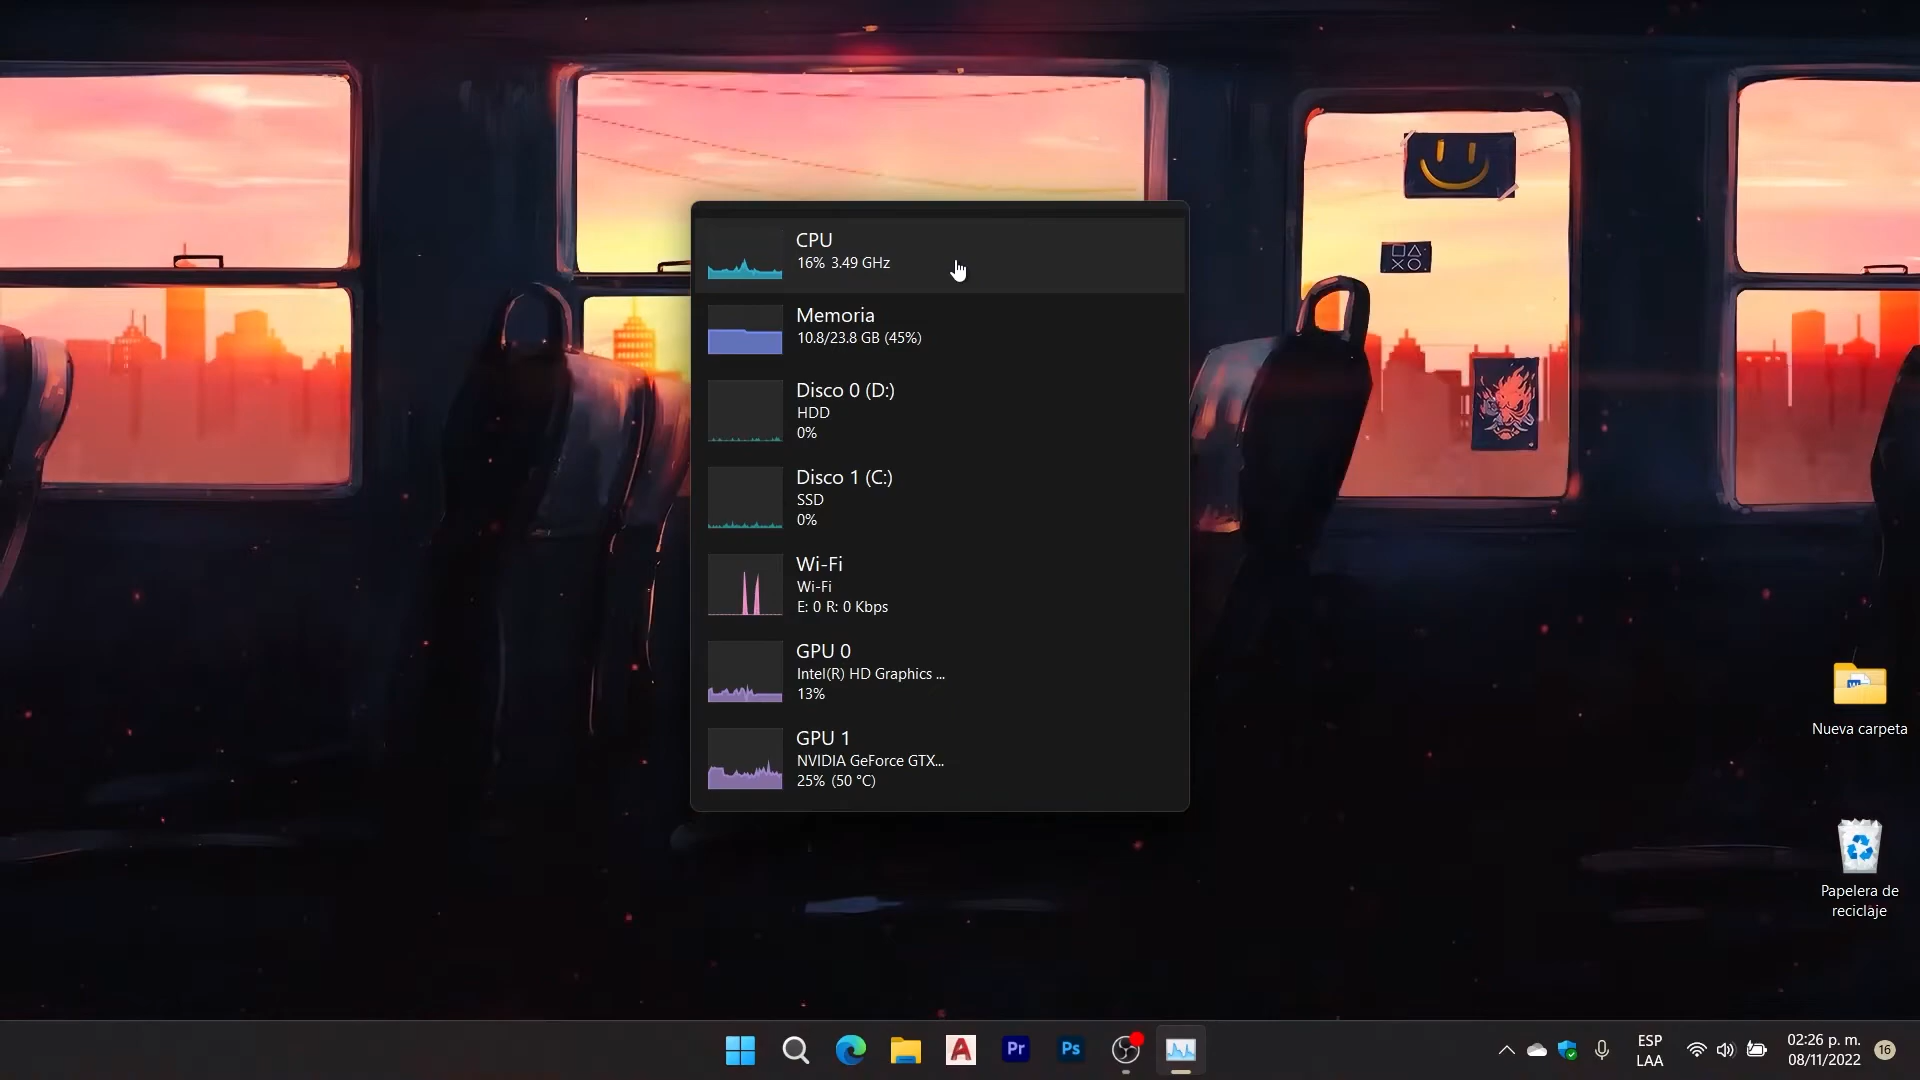 CPU
16% 3.49 GHz
Memoria
10.8/23.8 GB (45%)
Disco 0 (D:)
HDD
0%
Disco 1 (C:)
SSD
0%
Wi-Fi
Wi-Fi
E: 0 R: 0 Kbps
GPU 0
Intel(R) HD Graphics ...
13%
GPU 1
NVIDIA GeForce GTX...
25% (50 °C)
Nueva carpeta
Papelera de
reciclaje
Pr
Ps
ESP
LAA
02:26 p. m.
08/11/2022
16